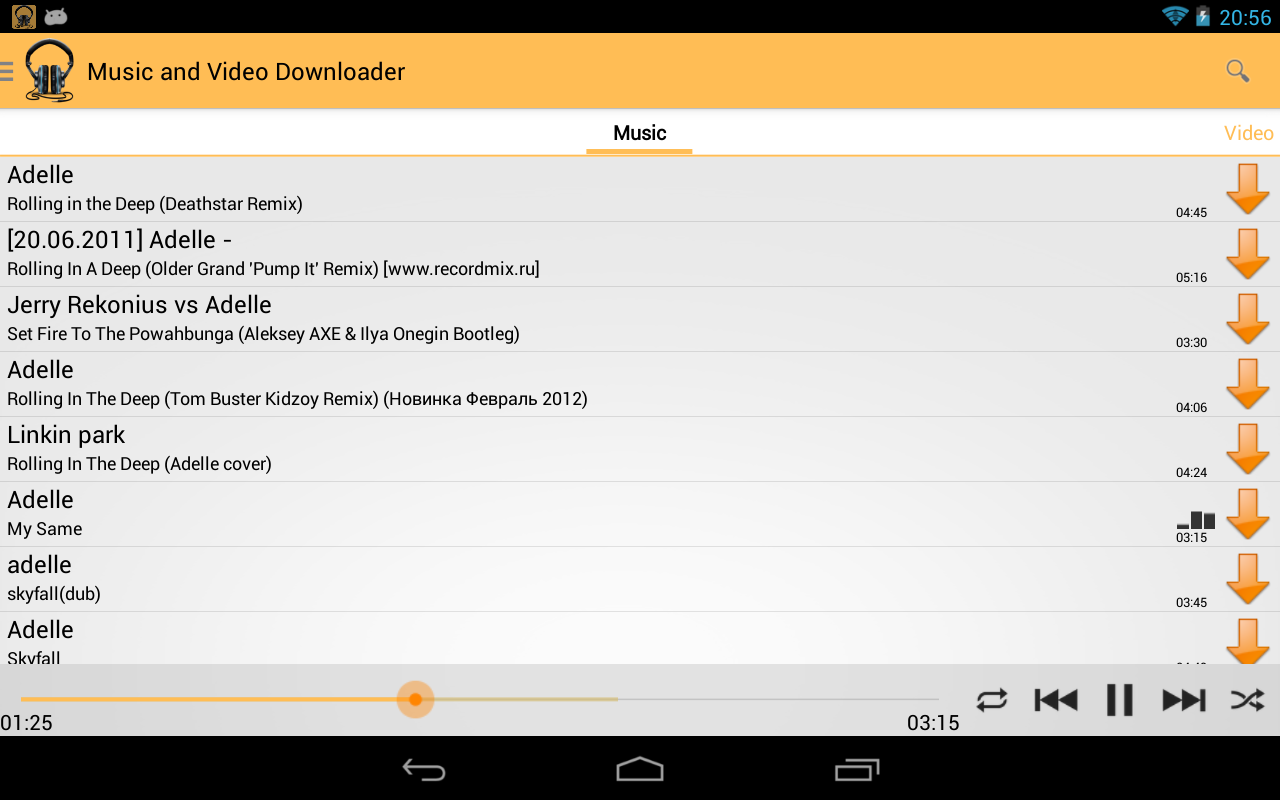 20:56
Music and Video Downloader
Music
Video
Adelle
Rolling in the Deep (Deathstar Remix)
04:45
[20.06.2011] Adelle -
Rolling In A Deep (Older Grand 'Pump It' Remix) [www.recordmix.ru]
05:16
Jerry Rekonius vs Adelle
Set Fire To The Powahbunga (Aleksey AXE & Ilya Onegin Bootleg)
03:30
Adelle
Rolling In The Deep (Tom Buster Kidzoy Remix) (Новинка Февраль 2012)
04:06
Linkin park
Rolling In The Deep (Adelle cover)
04:24
Adelle
My Same
03:15
adelle
skyfall(dub)
03:45
Adelle
Skyfall
01:25
03:15